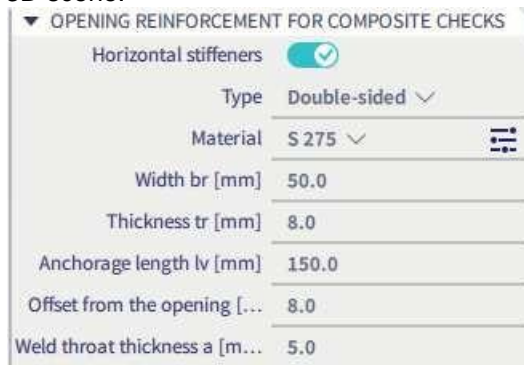 ▼ OPENING REINFORCEMENT FOR COMPOSITE CHECKS
Horizontal stiffeners
Type Double-sided
Material S 275
Width br [mm] 50.0
Thickness tr [mm] 8.0
Anchorage length lv [mm] 150.0
Offset from the opening [... 8.0
Weld throat thickness a [m... 5.0